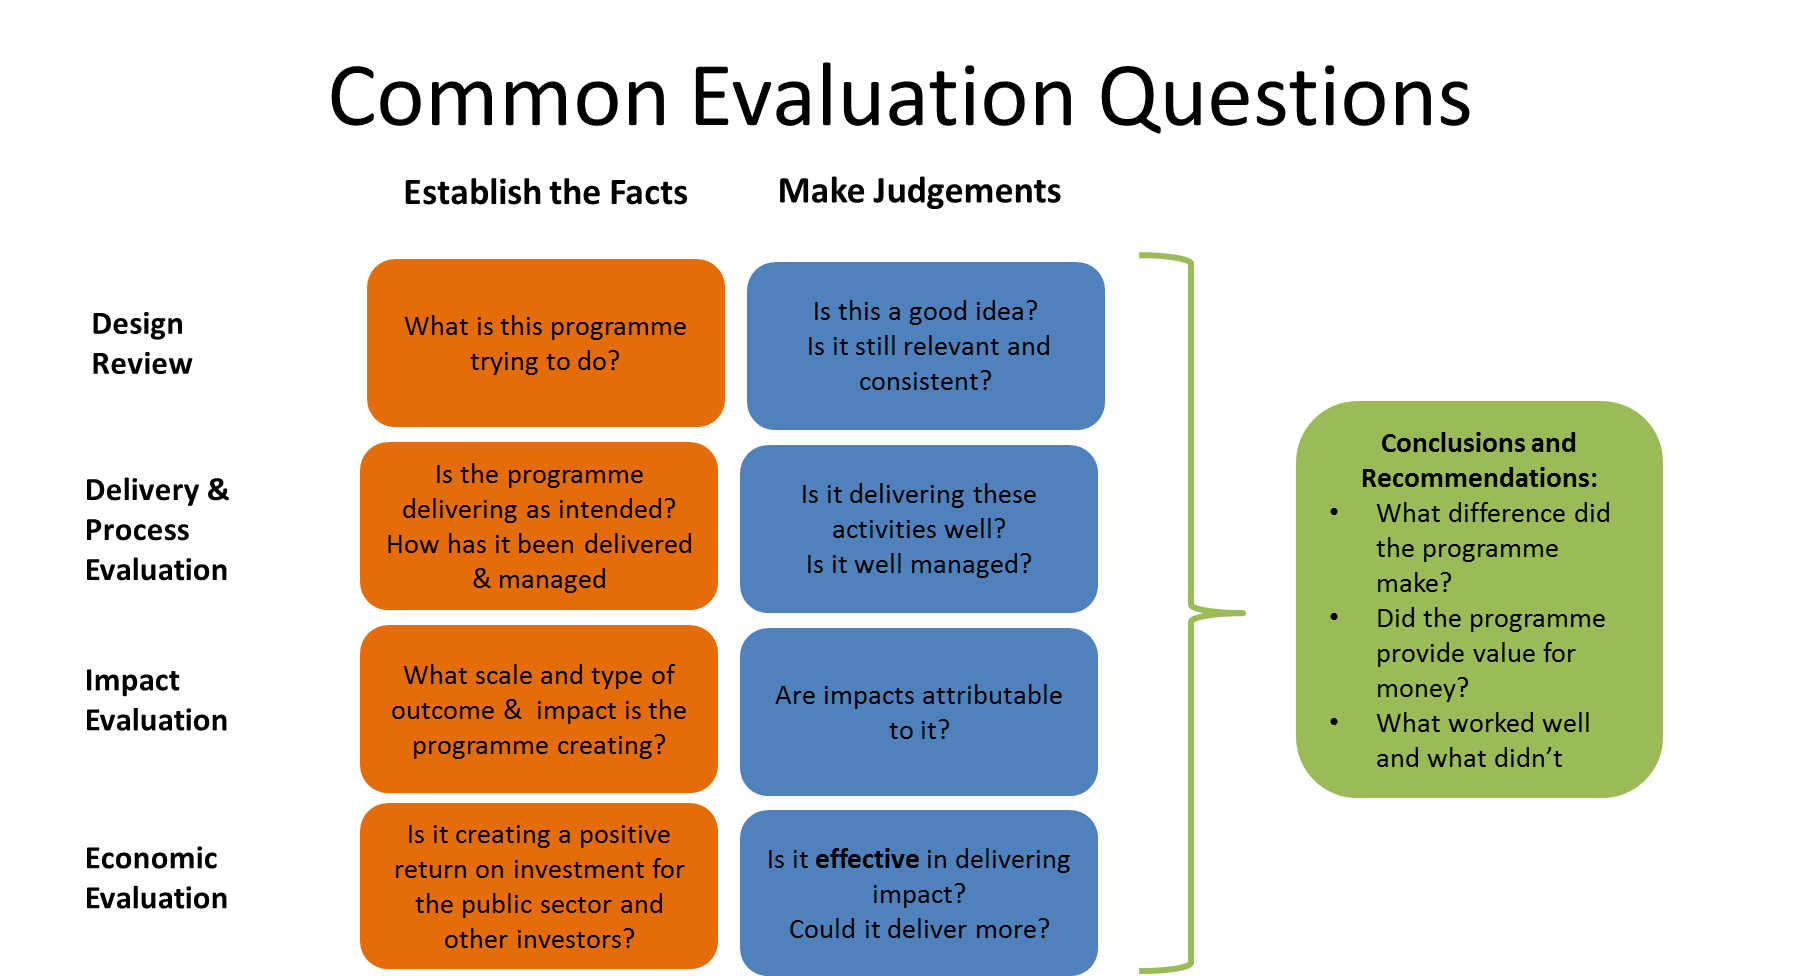 Common Evaluation Questions
Establish the Facts
Make Judgements
Design
Review
What is this programme
trying to do?
Is this a good idea?
Is it still relevant and
consistent?
Delivery &
Process
Evaluation
Is the programme
delivering as intended?
How has it been delivered
& managed
Is it delivering these
activities well?
Is it well managed?
Impact
Evaluation
What scale and type of
outcome & impact is the
programme creating?
Are impacts attributable
to it?
Economic
Evaluation
Is it creating a positive
return on investment for
the public sector and
other investors?
Is it effective in delivering
impact?
Could it deliver more?
Conclusions and
Recommendations:
• What difference did
the programme
make?
• Did the programme
provide value for
money?
• What worked well
and what didn’t